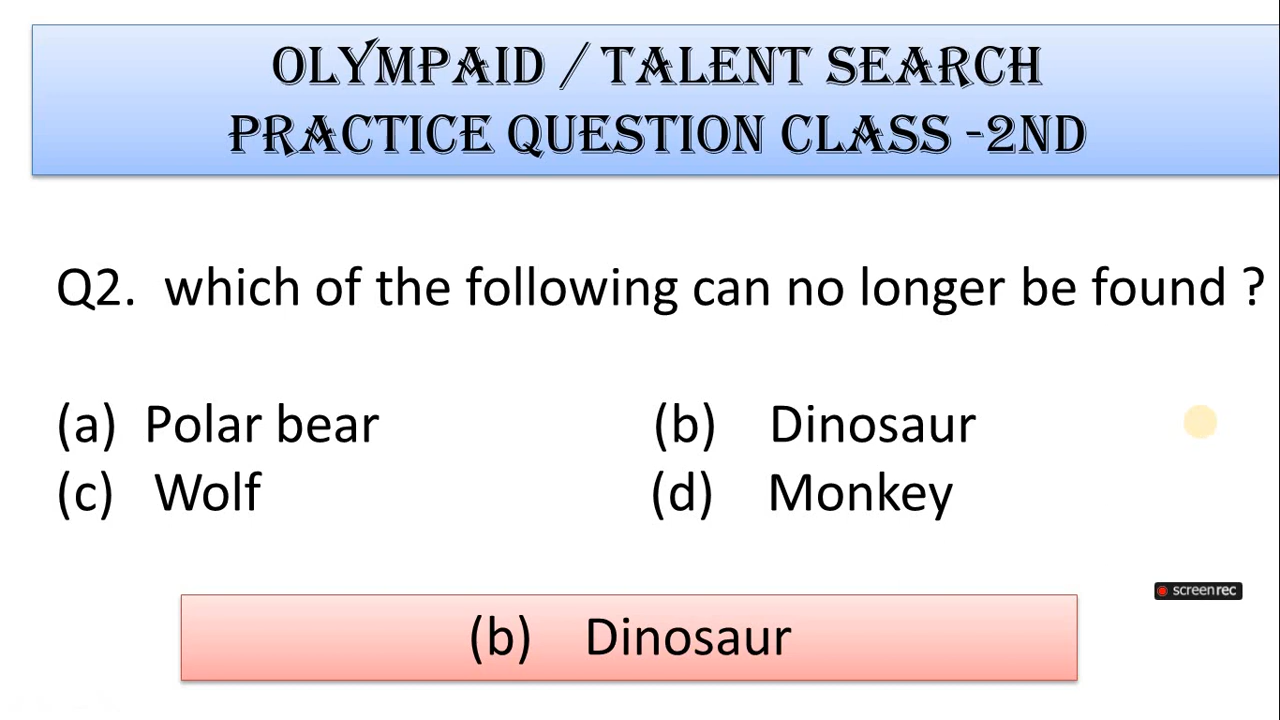 OLYMPAID / TALENT SEARCH
PRACTICE QUESTION CLASS -2ND
Q2. which of the following can no longer be found ?
(a) Polar bear (b) Dinosaur
(c) Wolf (d) Monkey
screenrec
(b) Dinosaur